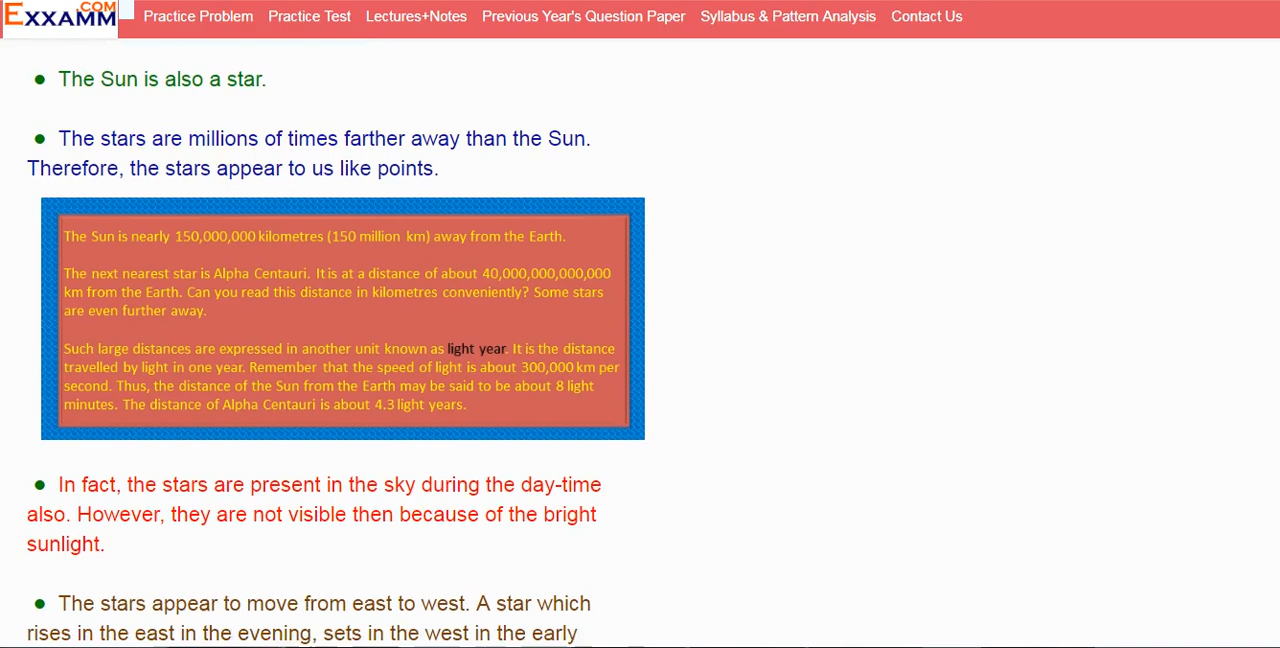 EXXAMM.COM
Practice Problem Practice Test Lectures+Notes Previous Year's Question Paper Syllabus & Pattern Analysis Contact Us
● The Sun is also a star.
● The stars are millions of times farther away than the Sun.
Therefore, the stars appear to us like points.
The Sun is nearly 150,000,000 kilometres (150 million km) away from the Earth.
The next nearest star is Alpha Centauri. It is at a distance of about 40,000,000,000,000
km from the Earth. Can you read this distance in kilometres conveniently? Some stars
are even further away.
Such large distances are expressed in another unit known as light year. It is the distance
travelled by light in one year. Remember that the speed of light is about 300,000 km per
second. Thus, the distance of the Sun from the Earth may be said to be about 8 light
minutes. The distance of Alpha Centauri is about 4.3 light years.
● In fact, the stars are present in the sky during the day-time
also. However, they are not visible then because of the bright
sunlight.
● The stars appear to move from east to west. A star which
rises in the east in the evening, sets in the west in the early